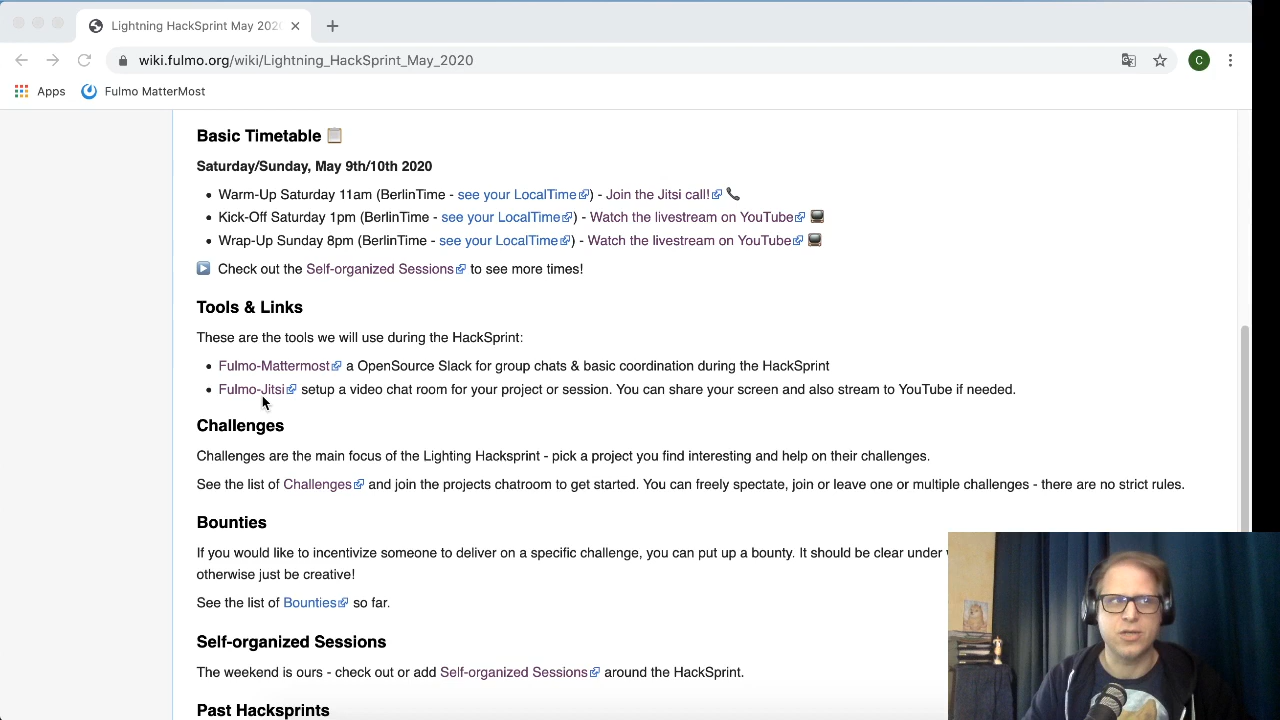 Lightning HackSprint May 202
wiki.fulmo.org/wiki/Lightning_HackSprint_May_2020
C
Apps
Fulmo MatterMost
Basic Timetable
Saturday/Sunday, May 9th/10th 2020
• Warm-Up Saturday 11am (BerlinTime - see your LocalTime) - Join the Jitsi call!
• Kick-Off Saturday 1pm (BerlinTime - see your LocalTime) - Watch the livestream on YouTube
• Wrap-Up Sunday 8pm (BerlinTime - see your LocalTime) - Watch the livestream on YouTube
Check out the Self-organized Sessions to see more times!
Tools & Links
These are the tools we will use during the HackSprint:
• Fulmo-Mattermost a OpenSource Slack for group chats & basic coordination during the HackSprint
• Fulmo-Jitsi setup a video chat room for your project or session. You can share your screen and also stream to YouTube if needed.
Challenges
Challenges are the main focus of the Lighting Hacksprint - pick a project you find interesting and help on their challenges.
See the list of Challenges and join the projects chatroom to get started. You can freely spectate, join or leave one or multiple challenges - there are no strict rules.
Bounties
If you would like to incentivize someone to deliver on a specific challenge, you can put up a bounty. It should be clear under
otherwise just be creative!
See the list of Bounties so far.
Self-organized Sessions
The weekend is ours - check out or add Self-organized Sessions around the HackSprint.
Past Hacksprints